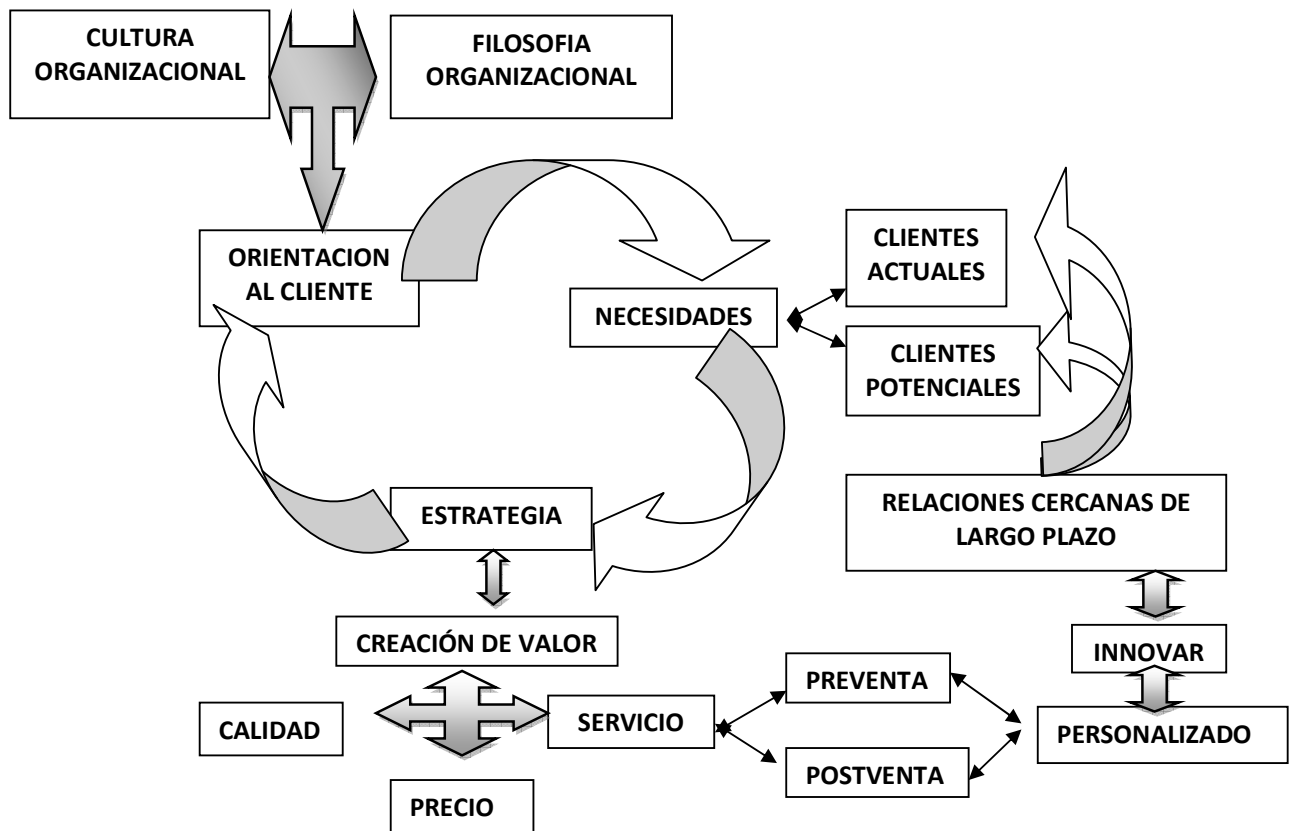 CULTURA
ORGANIZACIONAL
FILOSOFIA
ORGANIZACIONAL
ORIENTACION
AL CLIENTE
NECESIDADES
CLIENTES
ACTUALES
CLIENTES
POTENCIALES
ESTRATEGIA
RELACIONES CERCANAS DE
LARGO PLAZO
CREACIÓN DE VALOR
INNOVAR
CALIDAD
SERVICIO
PREVENTA
POSTVENTA
PERSONALIZADO
PRECIO